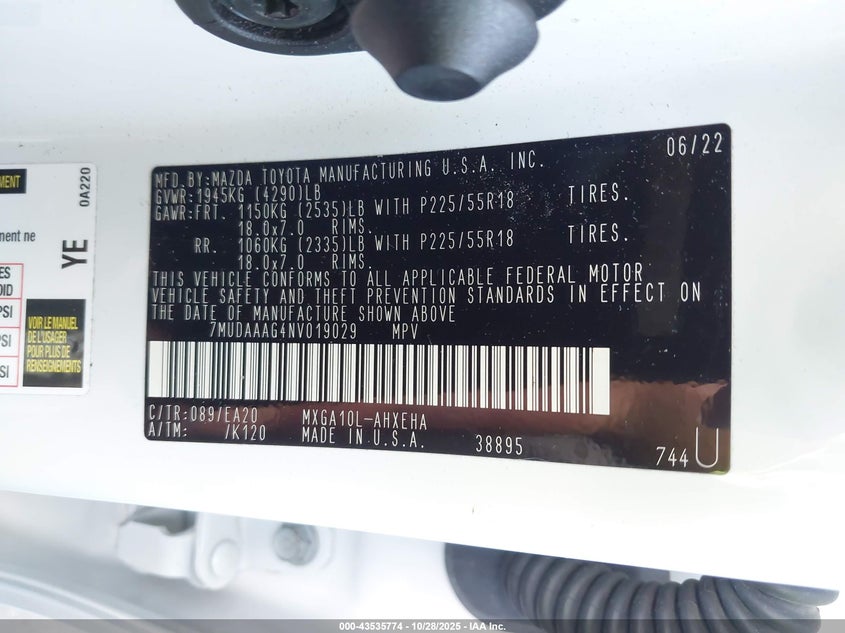 MFD.BY:MAZDA TOYOTA MANUFACTURING U.S.A. INC. 06/22
GVWR:1945KG (4290)LB
GAWR:FRT. 1150KG (2535)LB WITH P225/55R18 TIRES.
18.0x7.0 RIMS.
RR. 1060KG (2335)LB WITH P225/55R18 TIRES.
18.0x7.0 RIMS.
THIS VEHICLE CONFORMS TO ALL APPLICABLE FEDERAL MOTOR
VEHICLE SAFETY AND THEFT PREVENTION STANDARDS IN EFFECT ON
THE DATE OF MANUFACTURE SHOWN ABOVE
7MUDAAAG4NV019029 MPV
C/TR:089/EA20 MXGA10L-AHXEHA
A/TM: /K120 MADE IN U.S.A. 38895
744U
0A220
YE
VOIR LE MANUEL
DE L'USAGER
POUR PLUS DE
RENSEIGNEMENTS
000-43535774 - 10/28/2025 - IAA Inc.